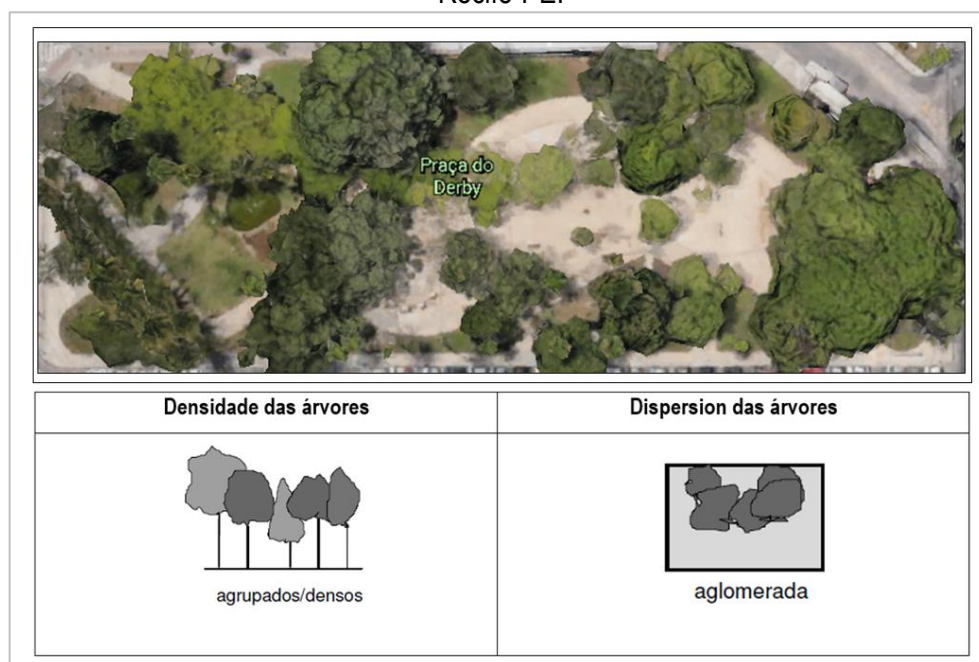 Praça do
Derby
Densidade das árvores
Dispersion das árvores
agrupados/densos
aglomerada